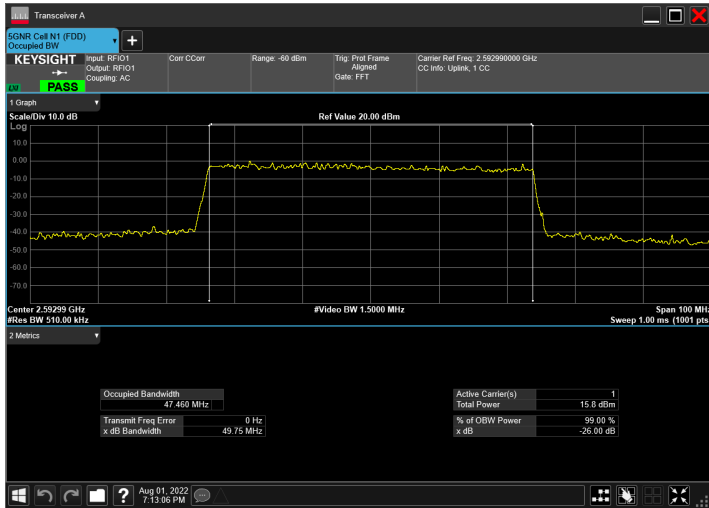 Transceiver A
5GNR Cell N1 (FDD)
Occupied BW
KEYSIGHT
LXI
PASS
Input: RFIO1
Output: RFIO1
Coupling: AC
Corr CCorr
Range: -60 dBm
Trig: Prot Frame
Aligned
Gate: FFT
Carrier Ref Freq: 2.592990000 GHz
CC Info: Uplink, 1 CC
1 Graph
Scale/Div 10.0 dB
Ref Value 20.00 dBm
Log
10.0
0.00
-10.0
-20.0
-30.0
-40.0
-50.0
-60.0
-70.0
Center 2.59299 GHz
#Video BW 1.5000 MHz
Span 100 MHz
#Res BW 510.00 kHz
Sweep 1.00 ms (1001 pts
2 Metrics
Occupied Bandwidth
47.460 MHz
Transmit Freq Error 0 Hz
x dB Bandwidth 49.75 MHz
Active Carrier(s) 1
Total Power 15.8 dBm
% of OBW Power 99.00 %
x dB -26.00 dB
Aug 01, 2022
7:13:06 PM